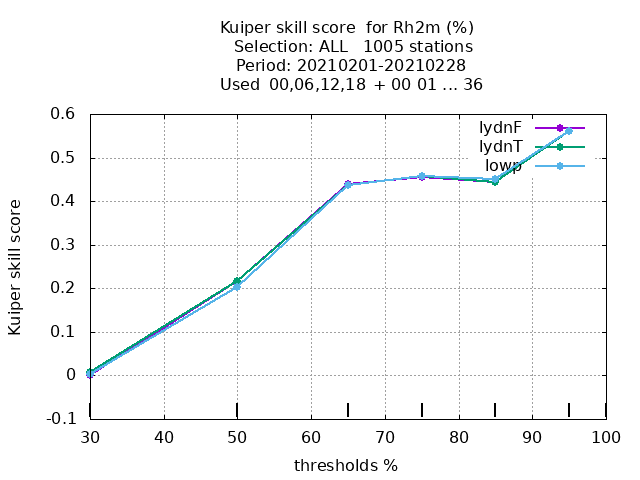 Kuiper skill score  for Rh2m (%)
Selection: ALL   1005 stations
Period: 20210201-20210228
Used  00,06,12,18  + 00 01 ... 36
0.6
0.5
0.4
0.3
0.2
0.1
0
-0.1
Kuiper skill score
lydnF
lydnT
lowp
30 40 50 60 70 80 90 100
thresholds %